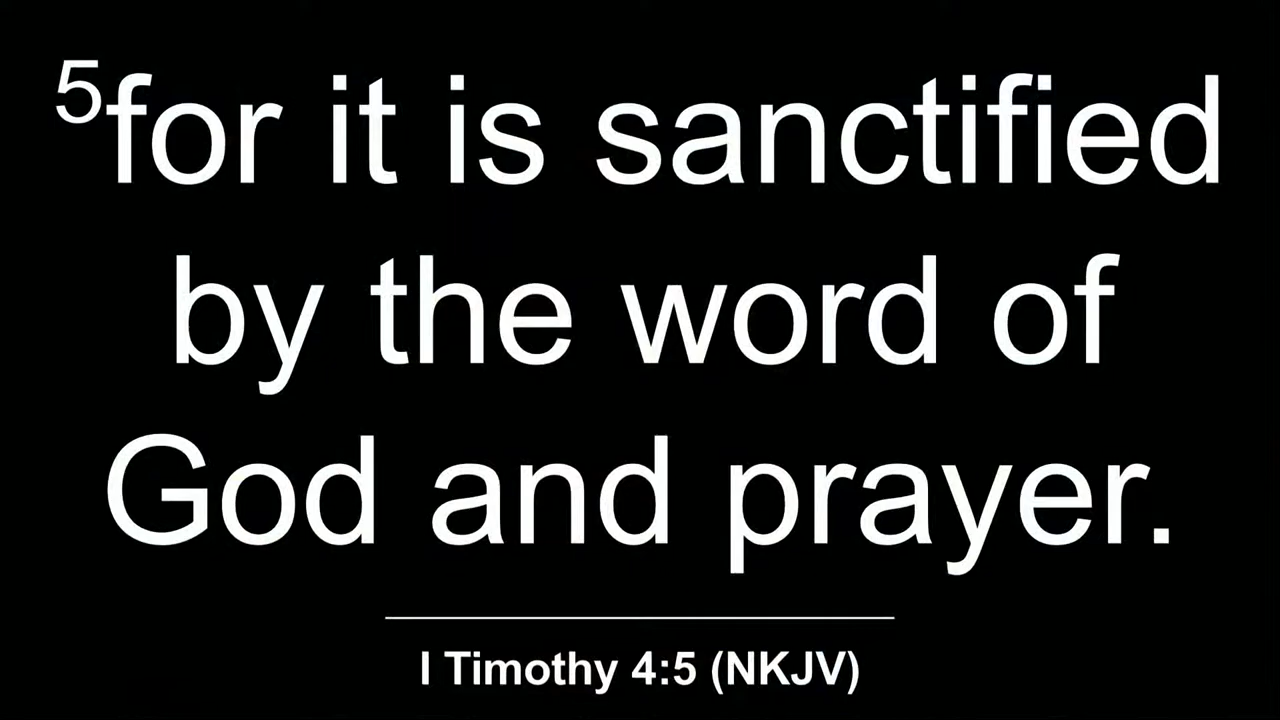 5for it is sanctified
by the word of
God and prayer.
I Timothy 4:5 (NKJV)